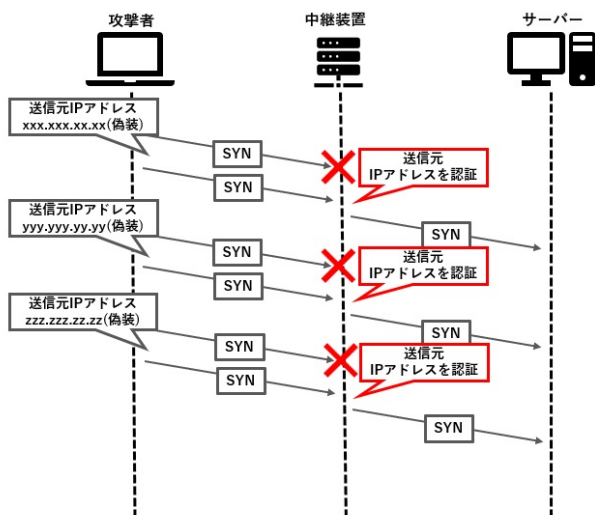 攻撃者
中継装置
サーバー
送信元IPアドレス
xxx.xxx.xx.xx(偽装)
SYN
送信元
IPアドレスを認証
SYN
送信元IPアドレス
yyy.yyy.yy.yy(偽装)
SYN
SYN
送信元
IPアドレスを認証
SYN
送信元IPアドレス
zzz.zzz.zz.zz(偽装)
SYN
SYN
送信元
IPアドレスを認証
SYN
SYN